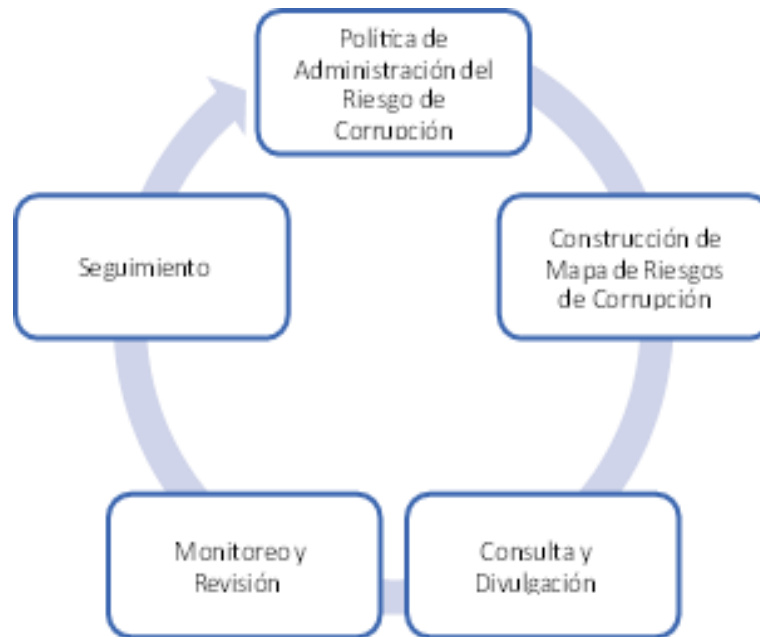 Política de
Administración del
Riesgo de
Corrupción
Construcción de
Mapa de Riesgos
de Corrupción
Consulta y
Divulgación
Monitoreo y
Revisión
Seguimiento